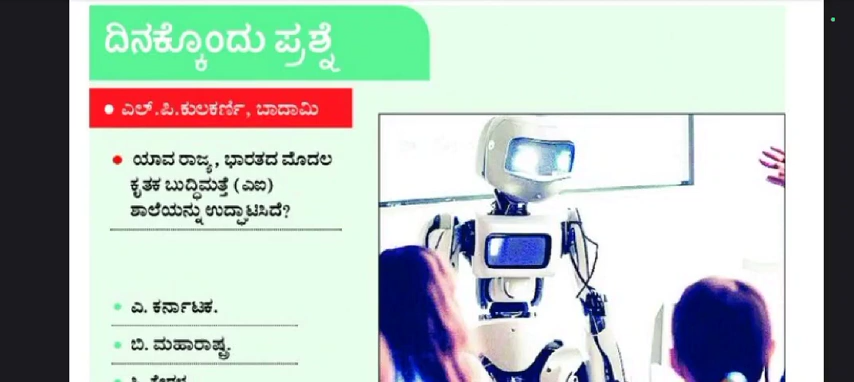 ದಿನಕ್ಕೊಂದು ಪ್ರಶ್ನೆ
• ಎಲ್.ಪಿ.ಕುಲಕರ್ಣಿ, ಬಾದಾಮಿ
• ಯಾವ ರಾಜ್ಯ, ಭಾರತದ ಮೊದಲ
ಕೃತಕ ಬುದ್ಧಿಮತ್ತೆ (ಎಐ)
ಶಾಲೆಯನ್ನು ಉದ್ಘಾಟಿಸಿದೆ?
• ಎ. ಕರ್ನಾಟಕ.
• ಬಿ. ಮಹಾರಾಷ್ಟ್ರ.